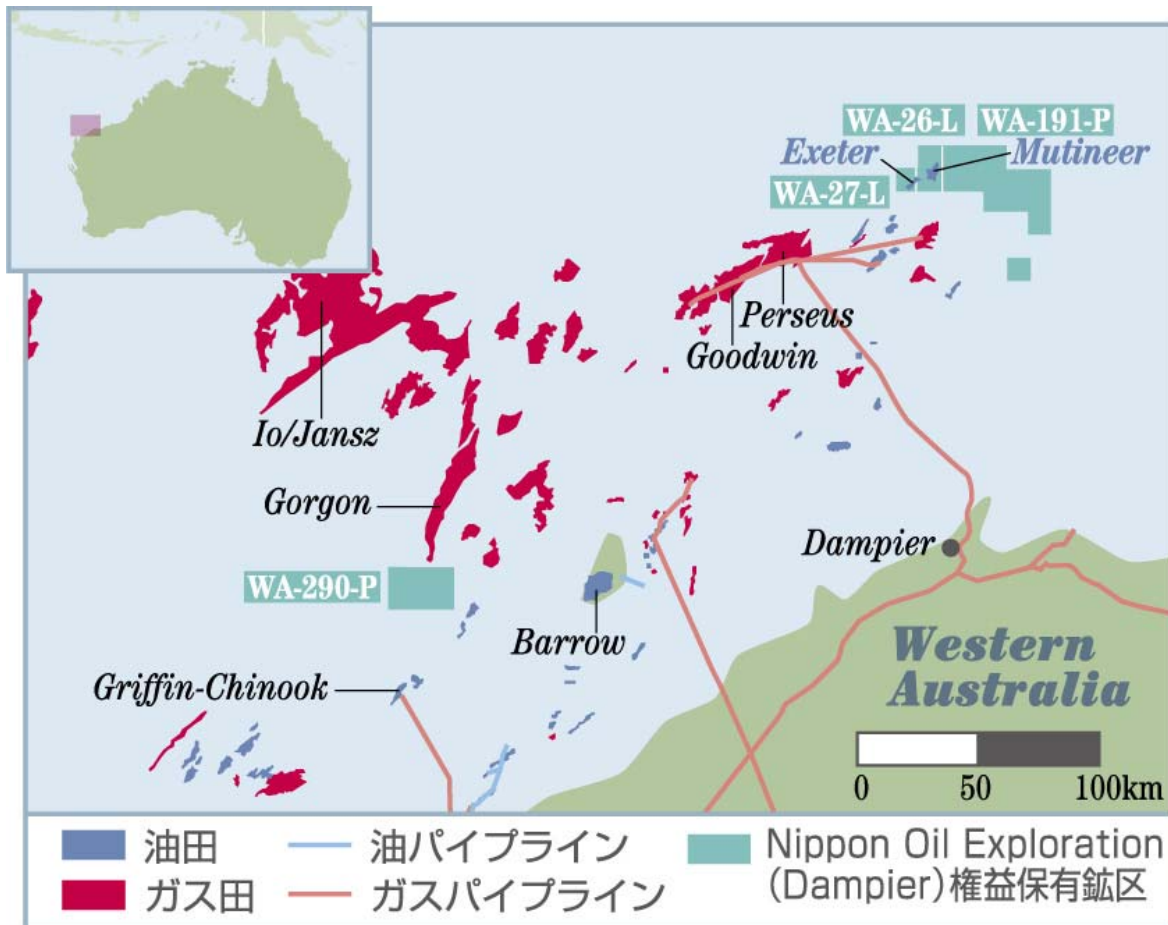 WA-26-L
WA-191-P
Exeter
Mutineer
WA-27-L
Perseus
Goodwin
Io/Jansz
Gorgon
Dampier
WA-290-P
Barrow
Griffin-Chinook
Western
Australia
0 50 100km
油田
油パイプライン
Nippon Oil Exploration
ガス田
ガスパイプライン
(Dampier)権益保有鉱区